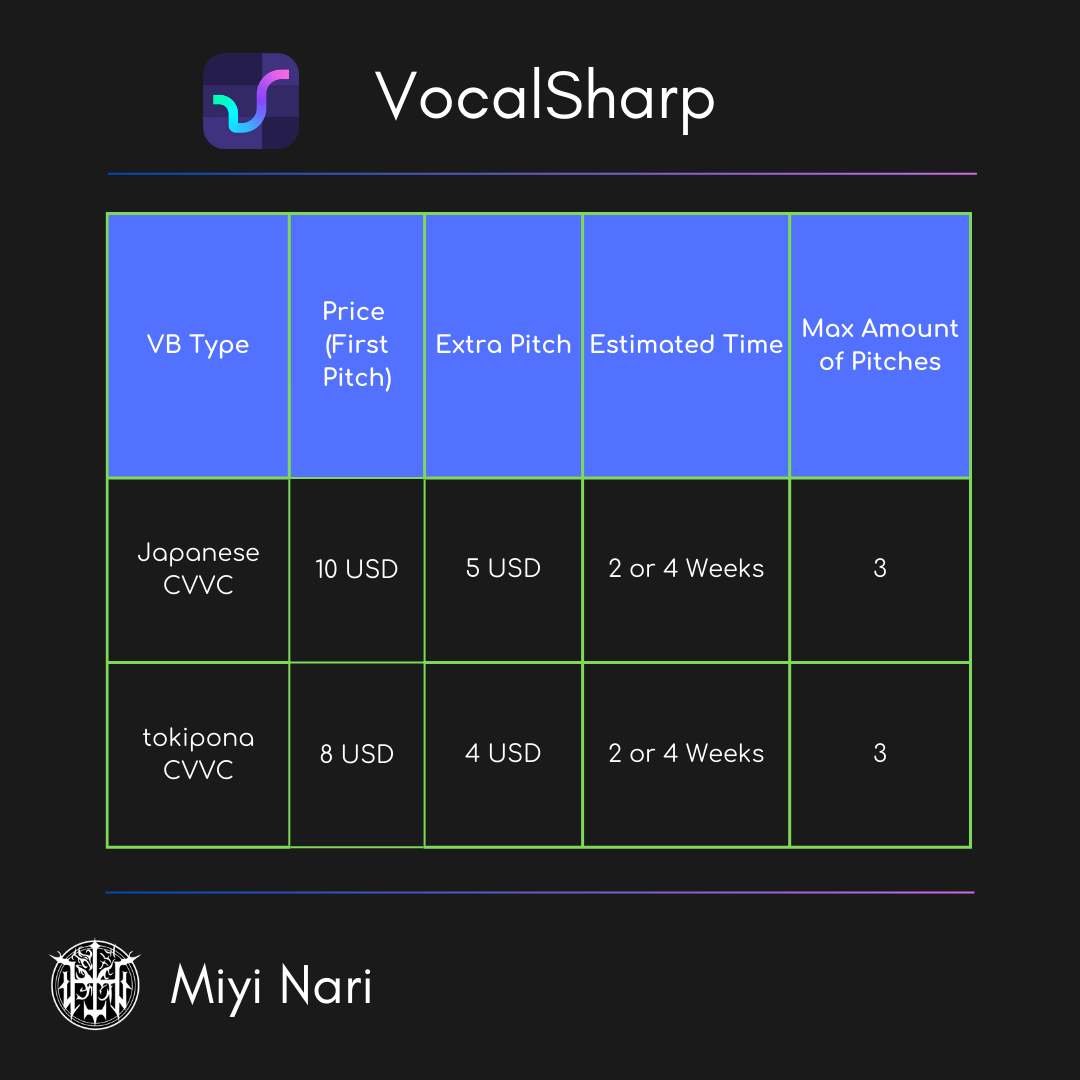 VocalSharp
VB Type
Price
(First
Pitch)
Extra Pitch
Estimated Time
Max Amount
of Pitches
Japanese
CVVC
10 USD
5 USD
2 or 4 Weeks
3
tokipona
CVVC
8 USD
4 USD
2 or 4 Weeks
3
Miyi Nari